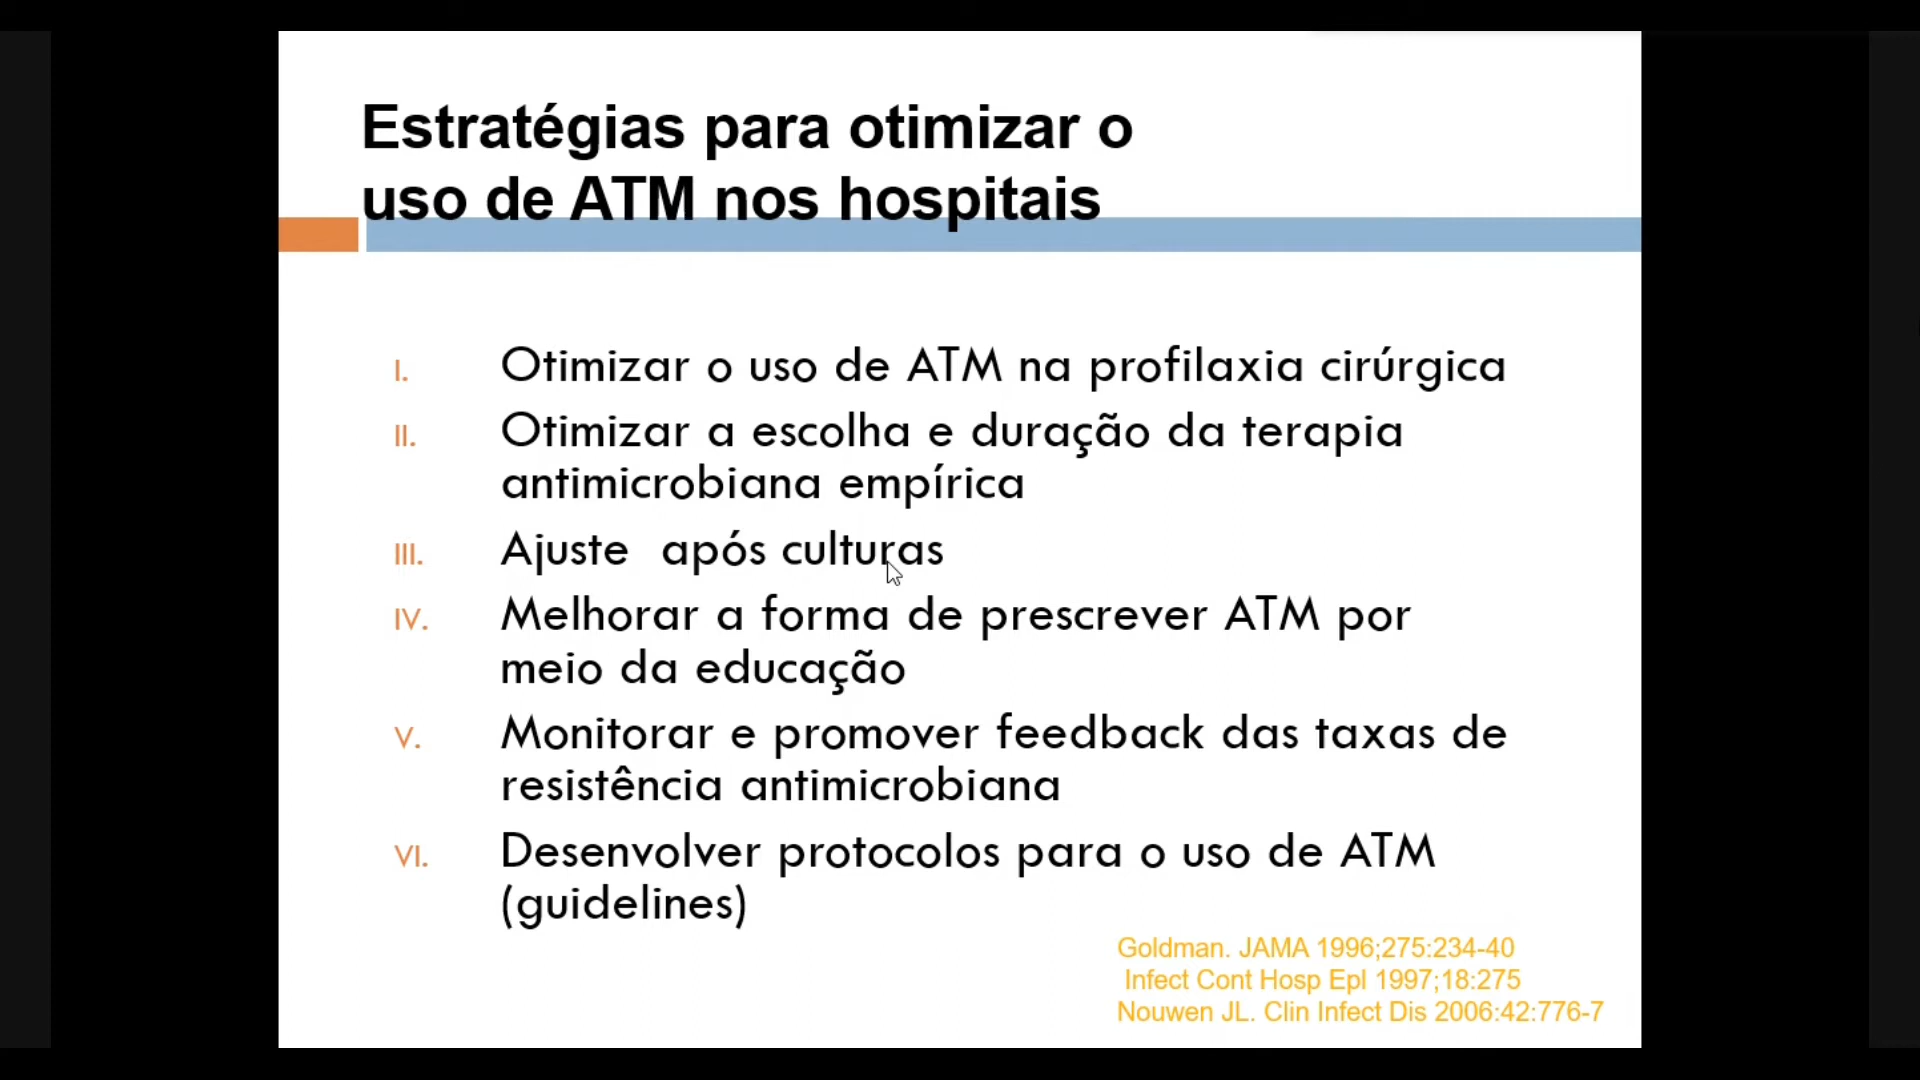 Estratégias para otimizar o
uso de ATM nos hospitais
I. Otimizar o uso de ATM na profilaxia cirúrgica
II. Otimizar a escolha e duração da terapia
antimicrobiana empírica
III. Ajuste  após culturas
IV. Melhorar a forma de prescrever ATM por
meio da educação
V. Monitorar e promover feedback das taxas de
resistência antimicrobiana
VI. Desenvolver protocolos para o uso de ATM
(guidelines)
Goldman. JAMA 1996;275:234-40
Infect Cont Hosp Epl 1997;18:275
Nouwen JL. Clin Infect Dis 2006:42:776-7